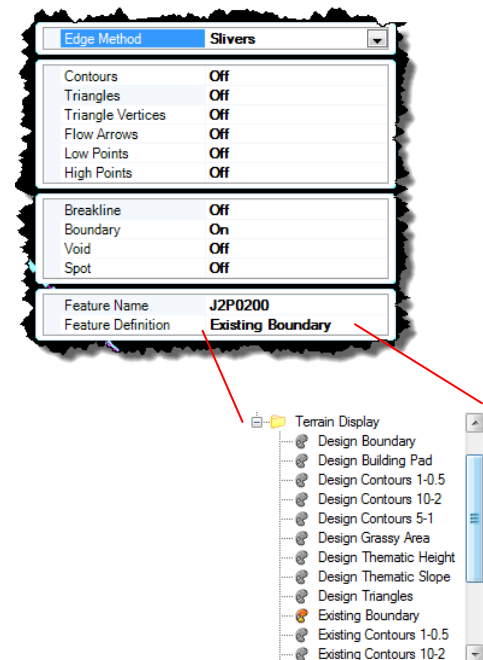 Edge Method Slivers
Contours Off
Triangles Off
Triangle Vertices Off
Flow Arrows Off
Low Points Off
High Points Off
Breakline Off
Boundary On
Void Off
Spot Off
Feature Name J2P0200
Feature Definition Existing Boundary
Terrain Display
Design Boundary
Design Building Pad
Design Contours 1-0.5
Design Contours 10-2
Design Contours 5-1
Design Grassy Area
Design Thematic Height
Design Thematic Slope
Design Triangles
Existing Boundary
Existing Contours 1-0.5
Existing Contours 10-2